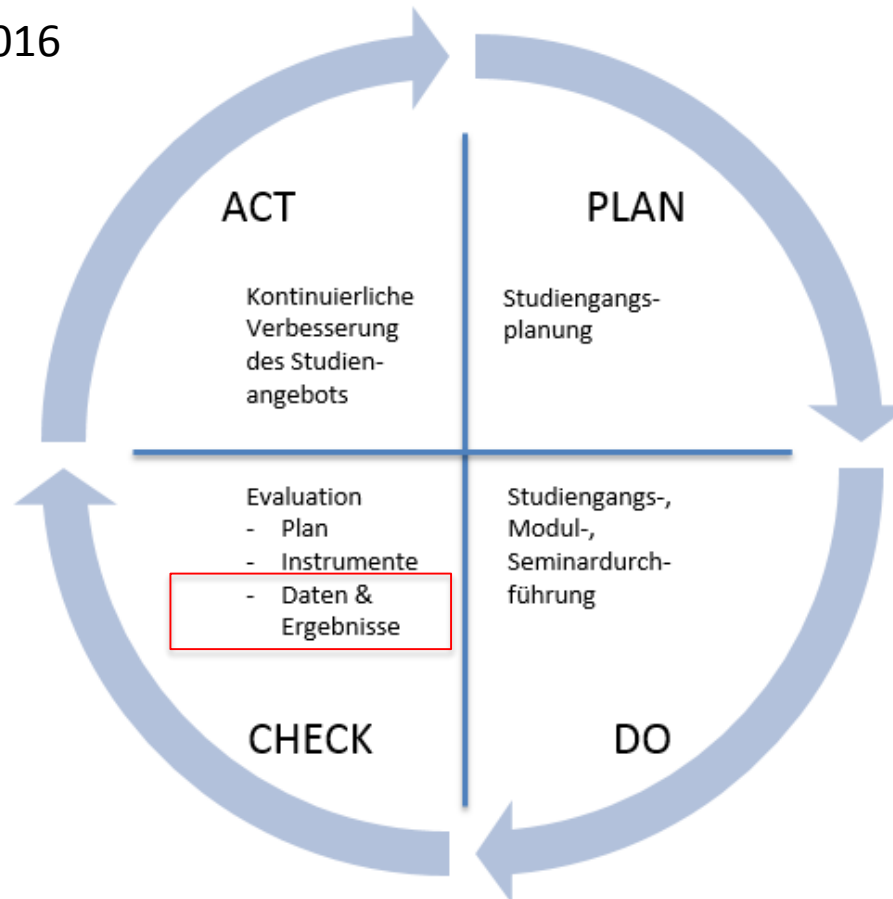 016
ACT
Kontinuierliche
Verbesserung
des Studien-
angebots
PLAN
Studiengangs-
planung
Evaluation
- Plan
- Instrumente
- Daten &
Ergebnisse
CHECK
Studiengangs-,
Modul-,
Seminardurch-
führung
DO